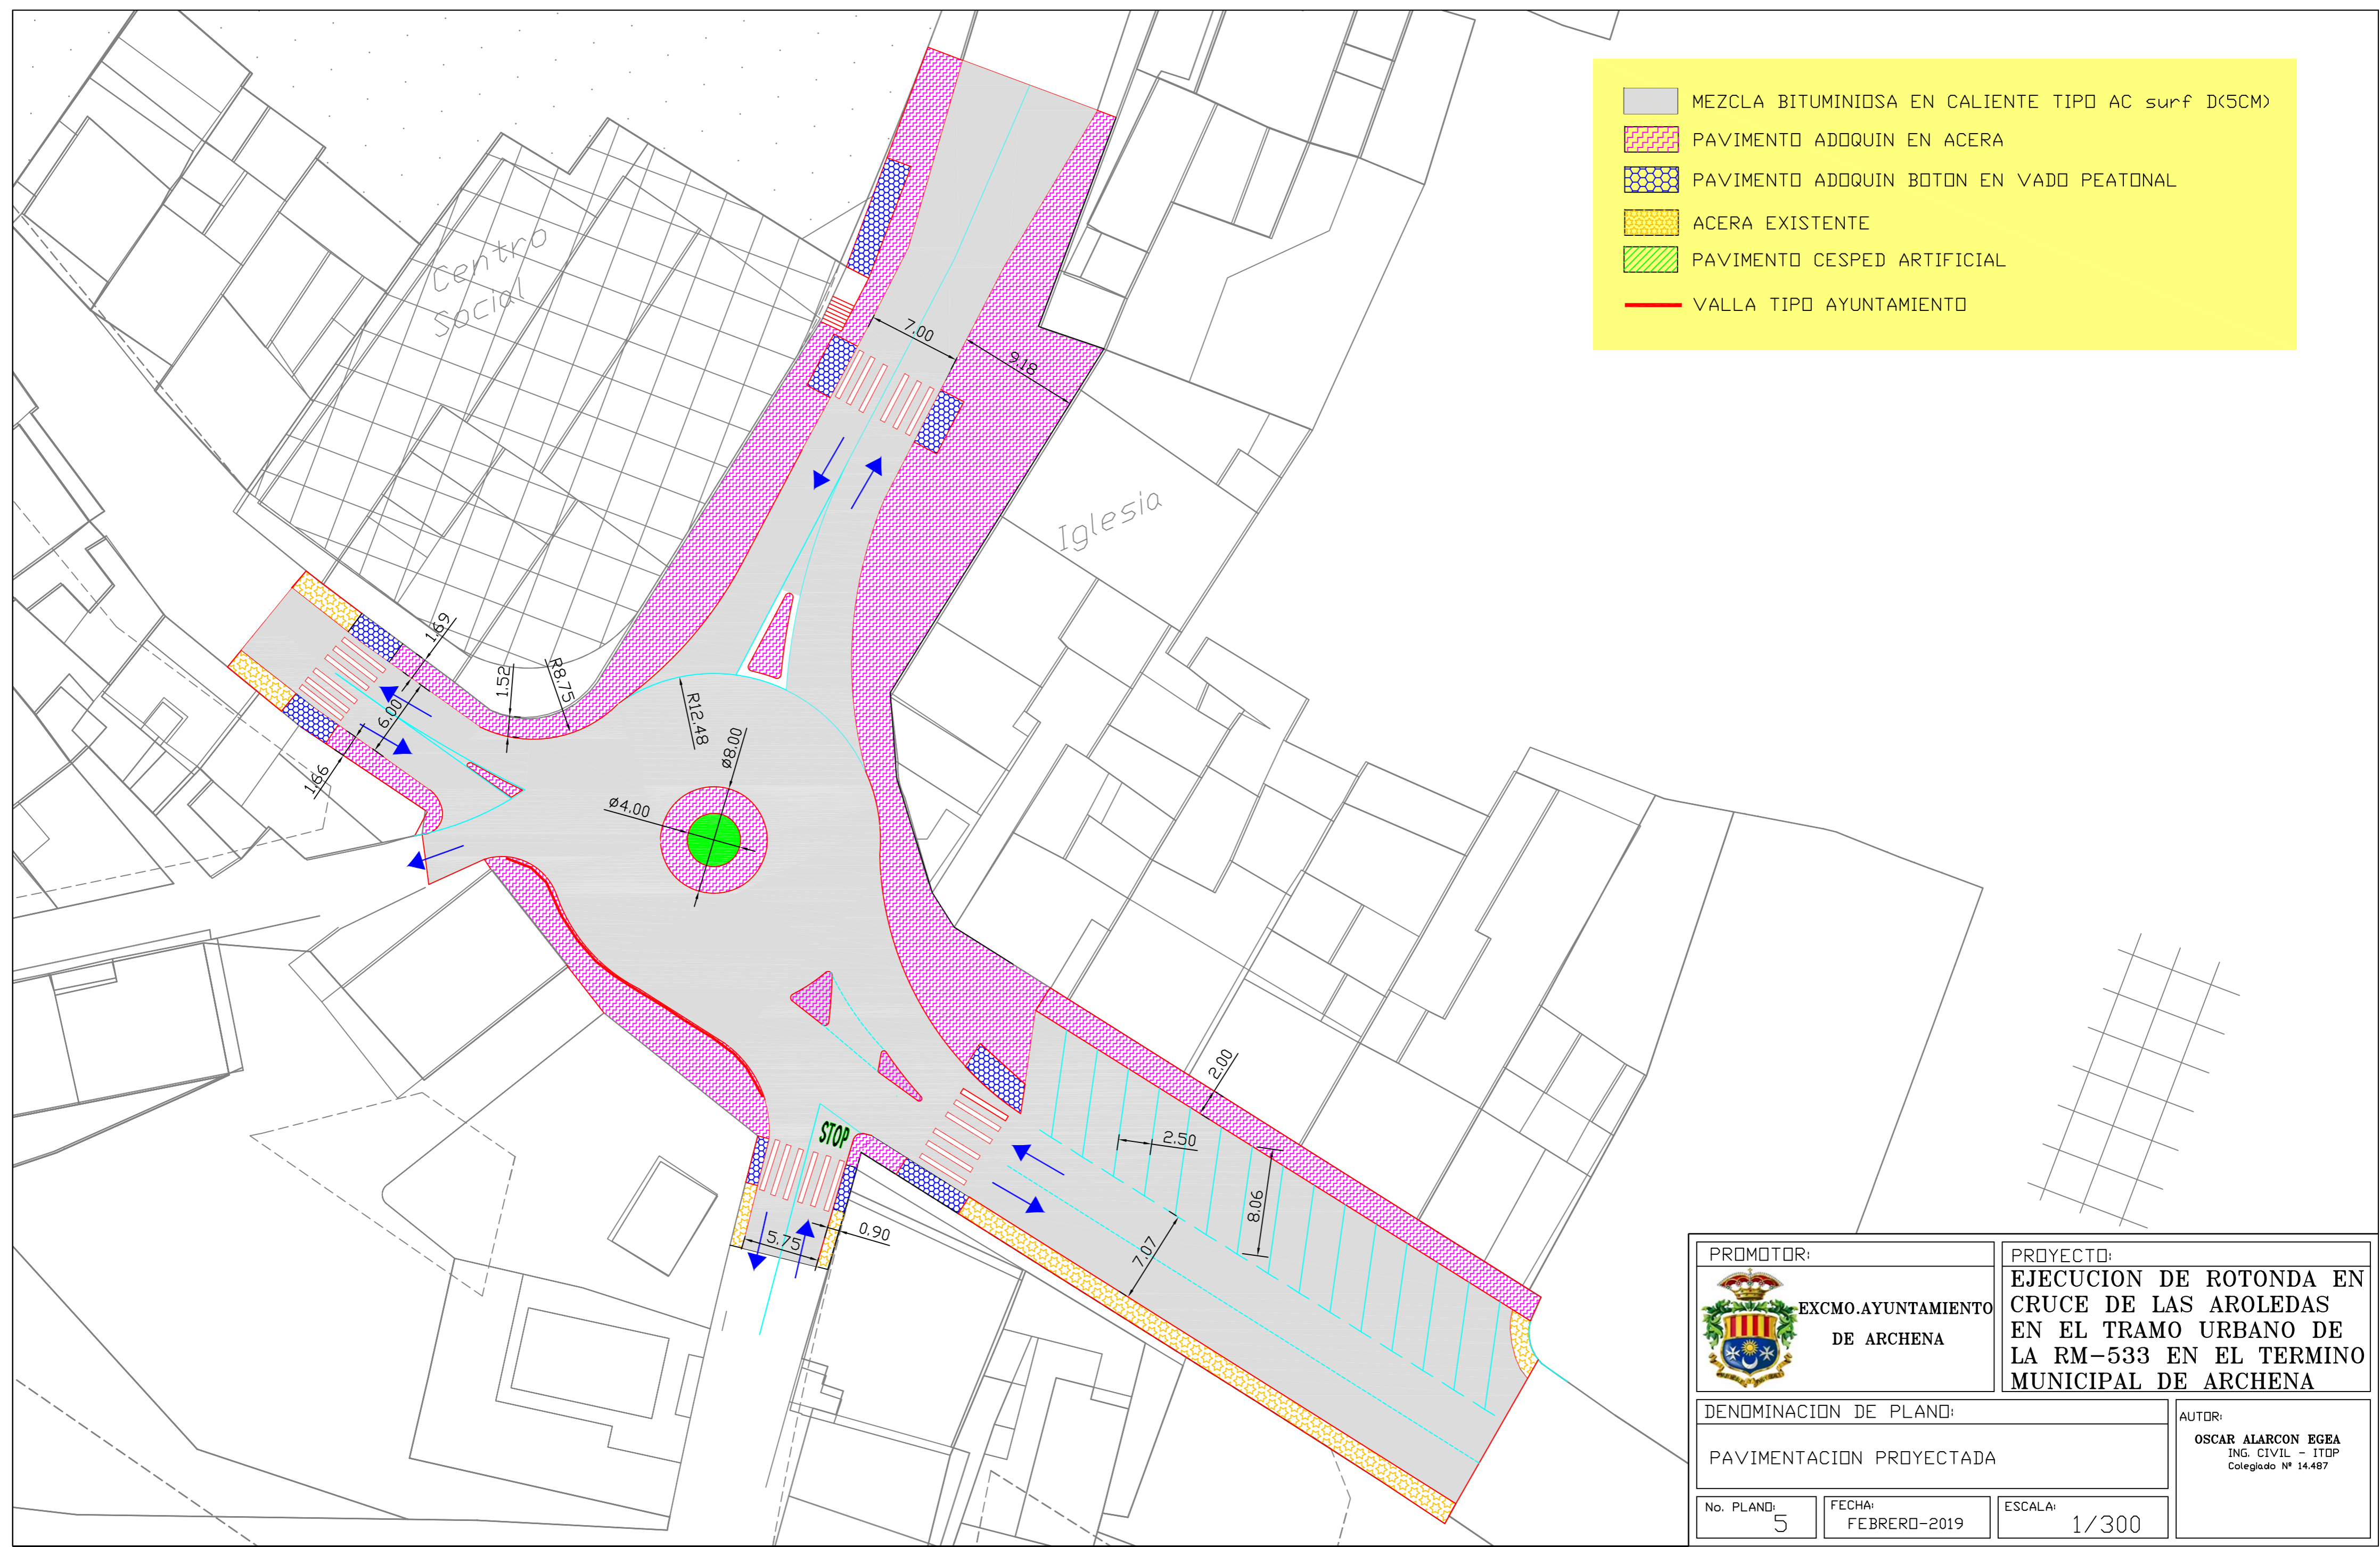 MEZCLA BITUMINIOSA EN CALIENTE TIPO AC surf D(5CM)
PAVIMENTO ADOQUIN EN ACERA
PAVIMENTO ADOQUIN BOTON EN VADO PEATONAL
ACERA EXISTENTE
PAVIMENTO CESPED ARTIFICIAL
VALLA TIPO AYUNTAMIENTO
Centro
Social
7.00
9.18
Iglesia
1.69
1.52
R8.75
R12.48
6.00
1.66
ø8.00
ø4.00
STOP
2.00
2.50
8.06
7.07
0.90
5.75
PROMOTOR:
EXCMO.AYUNTAMIENTO
DE ARCHENA
PROYECTO:
EJECUCION DE ROTONDA EN
CRUCE DE LAS AROLEDAS
EN EL TRAMO URBANO DE
LA RM-533 EN EL TERMINO
MUNICIPAL DE ARCHENA
DENOMINACION DE PLANO:
PAVIMENTACION PROYECTADA
AUTOR:
OSCAR ALARCON EGEA
ING. CIVIL - ITOP
Colegiado Nº 14.487
No. PLANO:
5
FECHA:
FEBRERO-2019
ESCALA:
1/300